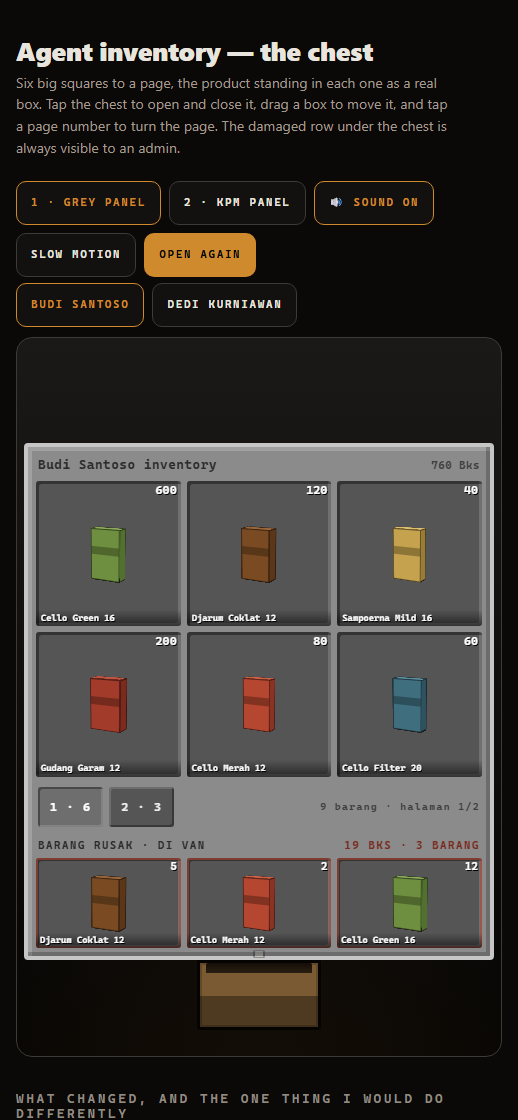 Agent inventory — the chest
Six big squares to a page, the product standing in each one as a real
box. Tap the chest to open and close it, drag a box to move it, and tap
a page number to turn the page. The damaged row under the chest is
always visible to an admin.
1 · GREY PANEL
2 · KPM PANEL
🔊 SOUND ON
SLOW MOTION
OPEN AGAIN
BUDI SANTOSO
DEDI KURNIAWAN
Budi Santoso inventory
760 Bks
600
120
40
Cello Green 16
Djarum Coklat 12
Sampoerna Mild 16
200
80
60
Gudang Garam 12
Cello Merah 12
Cello Filter 20
1 · 6
2 · 3
9 barang · halaman 1/2
BARANG RUSAK · DI VAN
19 BKS · 3 BARANG
5
2
12
Djarum Coklat 12
Cello Merah 12
Cello Green 16
WHAT CHANGED, AND THE ONE THING I WOULD DO
DIFFERENTLY